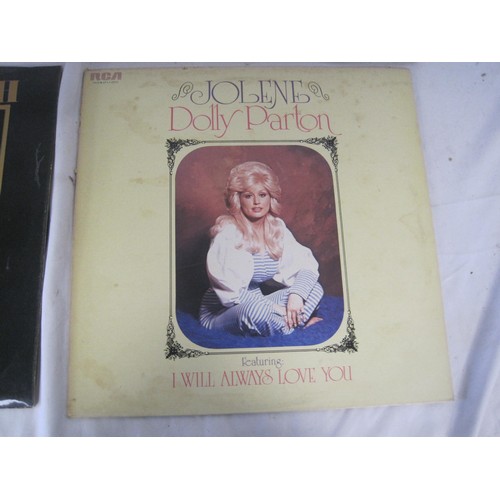 RCA
JOLENE
Dolly Parton
Featuring:
I WILL ALWAYS LOVE YOU
H